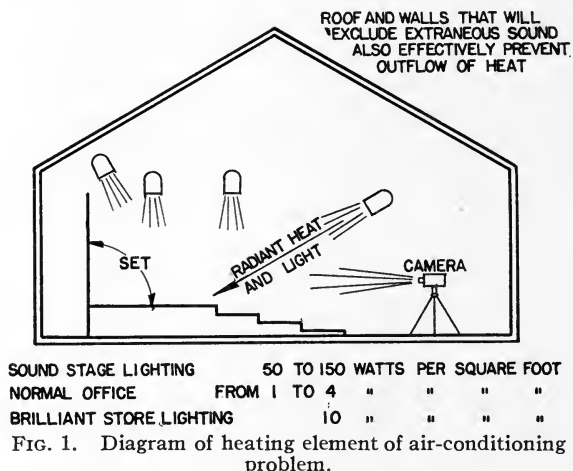 ROOF AND WALLS THAT WILL
EXCLUDE EXTRANEOUS SOUND
ALSO EFFECTIVELY PREVENT
OUTFLOW OF HEAT
RADIANT HEAT
AND LIGHT
SET
CAMERA
SOUND STAGE LIGHTING 50 TO 150 WATTS PER SQUARE FOOT
NORMAL OFFICE FROM 1 TO 4 " " " "
BRILLIANT STORE LIGHTING 10 " " " "
FIG. 1. Diagram of heating element of air-conditioning
problem.